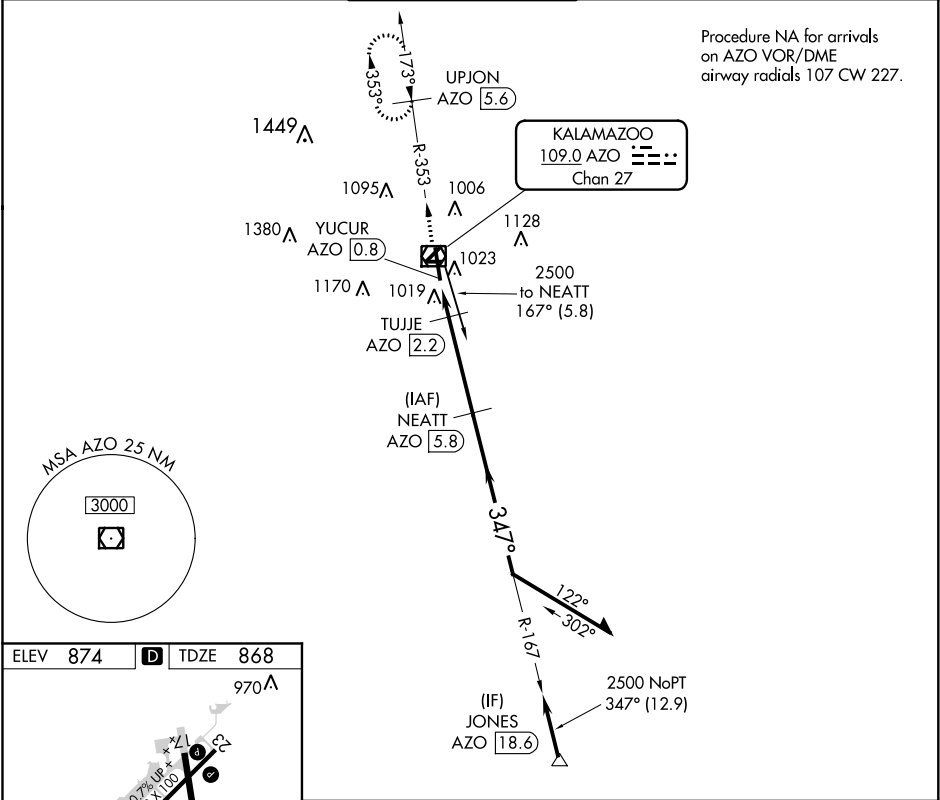 Procedure NA for arrivals
on AZO VOR/DME
airway radials 107 CW 227.
173°
353°
UPJON
AZO 5.6
1449
KALAMAZOO
109.0 AZO
Chan 27
R-353
1095
1006
1128
1380
YUCUR
AZO 0.8
1023
2500
to NEATT
167° (5.8)
1170
1019
TUJJE
AZO 2.2
(IAF)
NEATT
AZO 5.8
MSA AZO 25 NM
3000
347°
122°
302°
R-167
2500 NoPT
347° (12.9)
(IF)
JONES
AZO 18.6
ELEV 874 D TDZE 868
970
17
23
P
P
0.7% UP
X 100